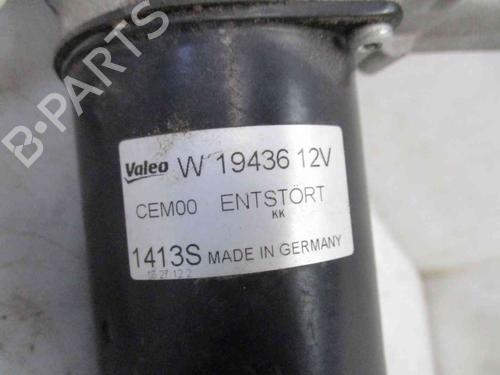 B-PARTS
Valeo W 19436 12V
CEM00 ENTSTÖRT
KK
1413S MADE IN GERMANY